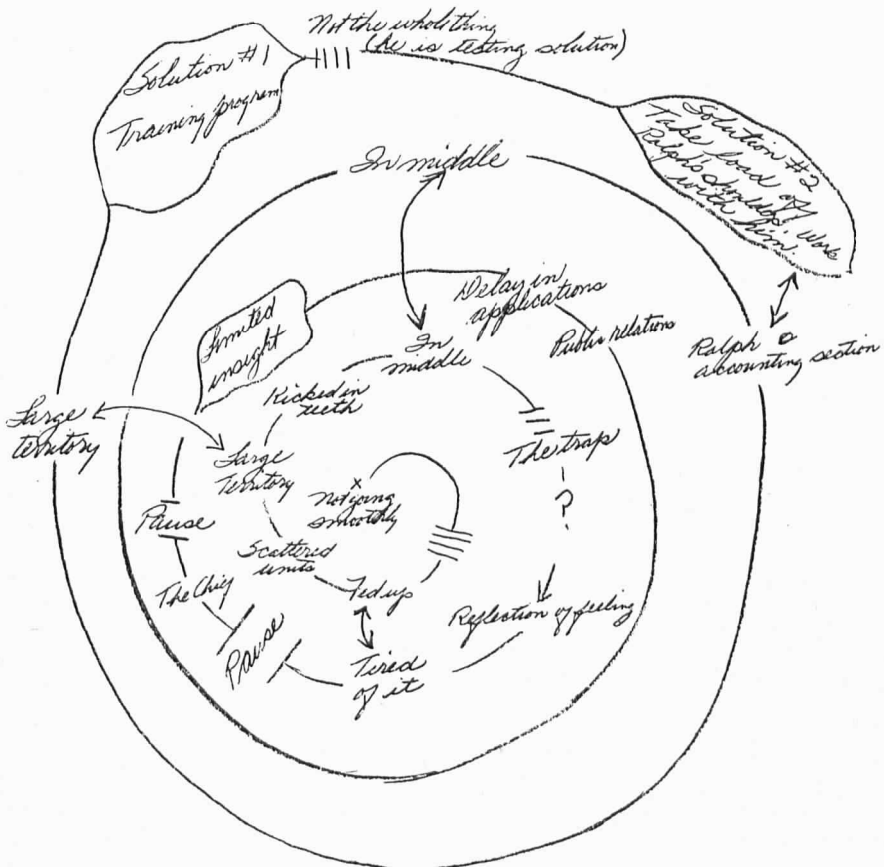 Not the whole thing
(he is testing solution)
Solution #1
Training program
Solution #2
Take load off
Ralph's shoulders, work
with him.
In middle
Delay in
applications
Limited
insight
In
middle
Public relations
Ralph
accounting section
Kicked in
teeth
Large
territory
Large
Territory
The trap
x
Not going
smoothly
?
Pause
Scattered
units
The Chief
Fed up
Reflection of feeling
Pause
Tired
of it